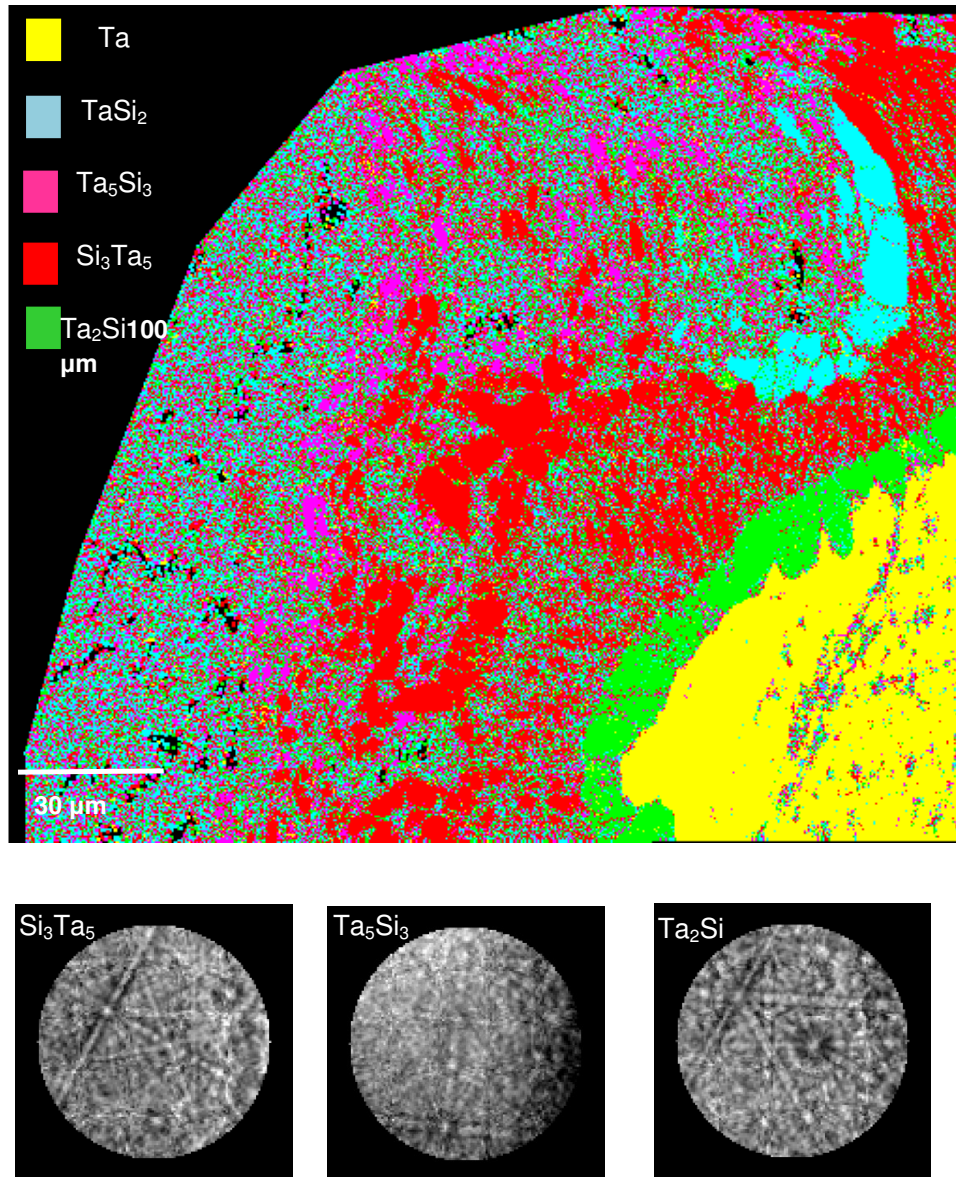 Ta
TaSi₂
Ta₅Si₃
Si₃Ta₅
Ta₂Si100
µm
30 µm
Si₃Ta₅
Ta₅Si₃
Ta₂Si